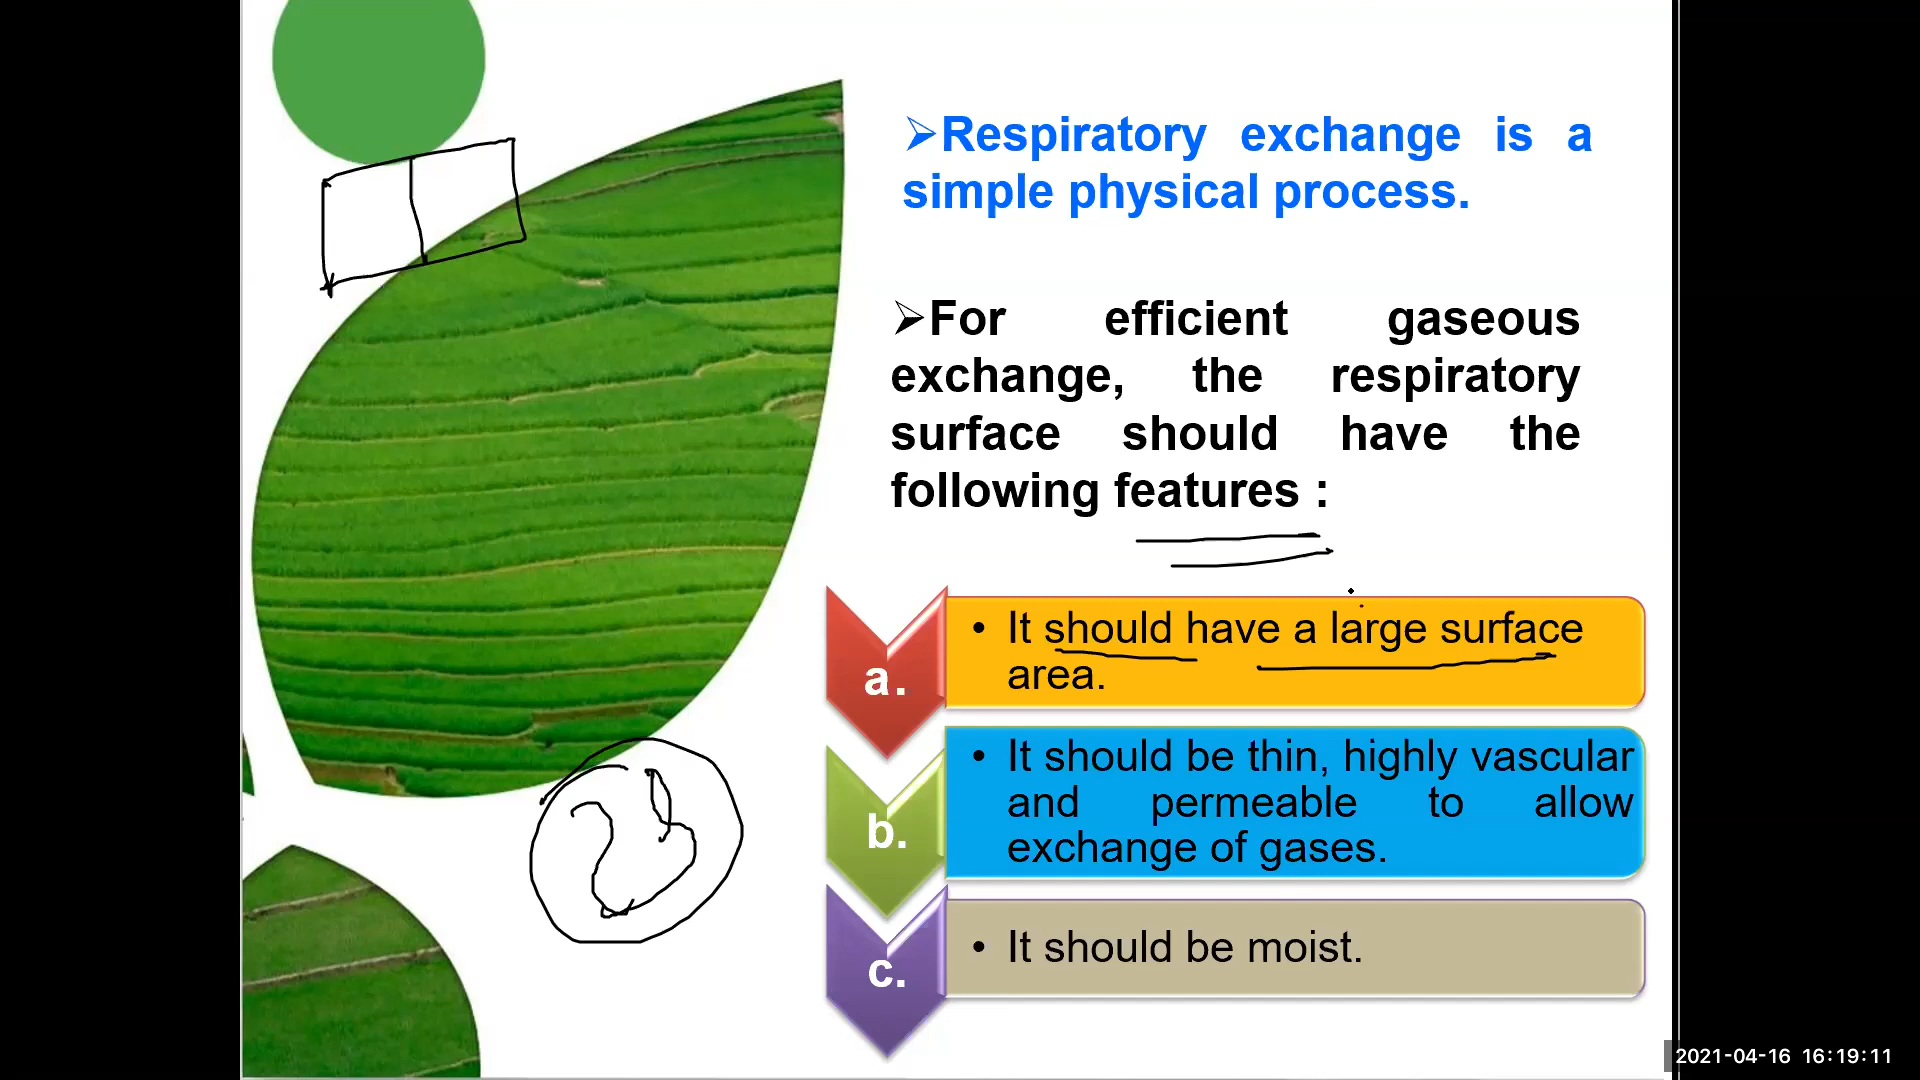 ➢Respiratory exchange is a
simple physical process.
➢For efficient gaseous
exchange, the respiratory
surface should have the
following features :
a.
• It should have a large surface
area.
b.
• It should be thin, highly vascular
and permeable to allow
exchange of gases.
c.
• It should be moist.
2021-04-16 16:19:11